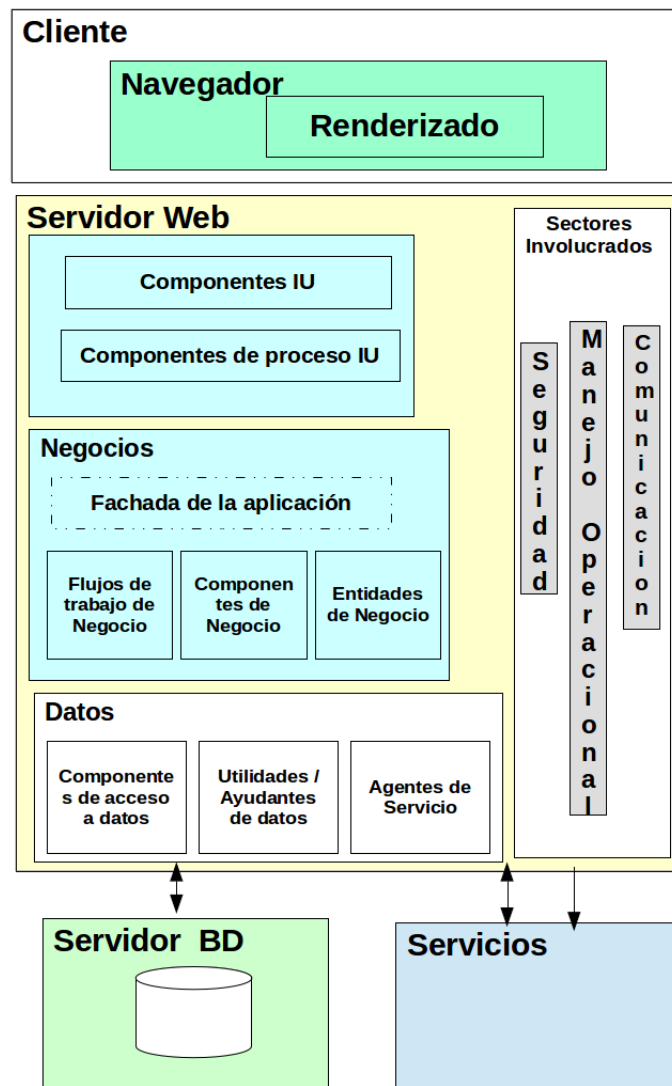 Cliente
Navegador
Renderizado
Servidor Web
Componentes IU
Componentes de proceso IU
Negocios
Fachada de la aplicación
Flujos de
trabajo de
Negocio
Componen
tes de
Negocio
Entidades
de Negocio
Datos
Componente
s de acceso
a datos
Utilidades /
Ayudantes
de datos
Agentes de
Servicio
Sectores
Involucrados
Seguridad
Manejo Operacional
Comunicacion
Servidor BD
Servicios